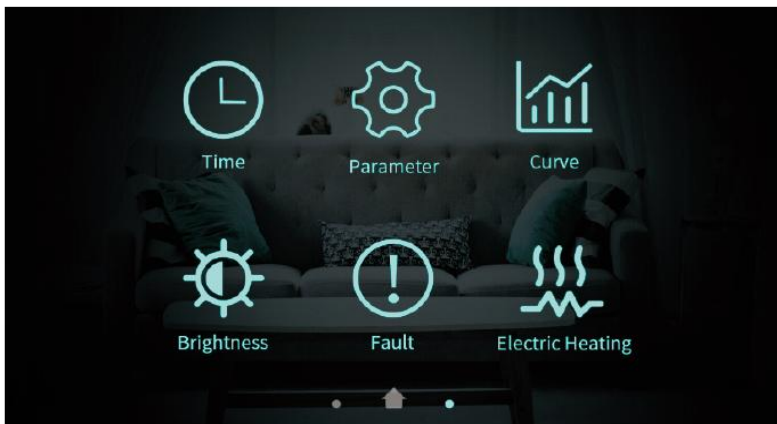 Time
Parameter
Curve
Brightness
Fault
Electric Heating